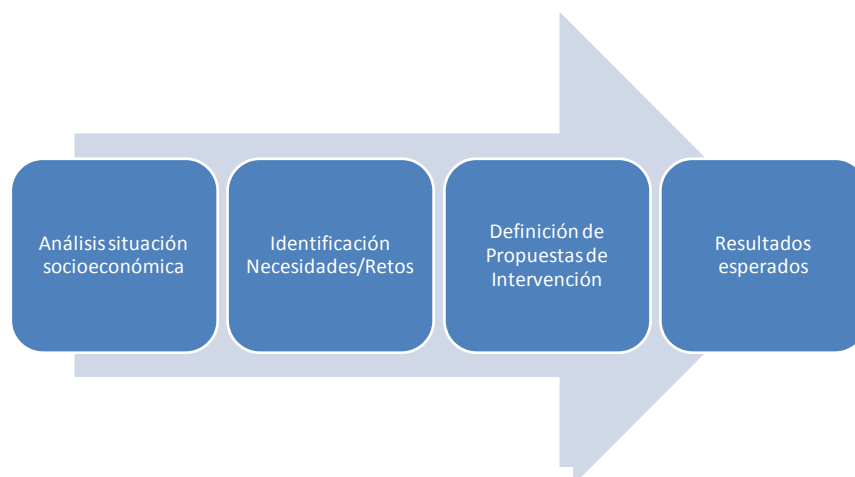 Análisis situación
socioeconómica
Identificación
Necesidades/Retos
Definición de
Propuestas de
Intervención
Resultados
esperados